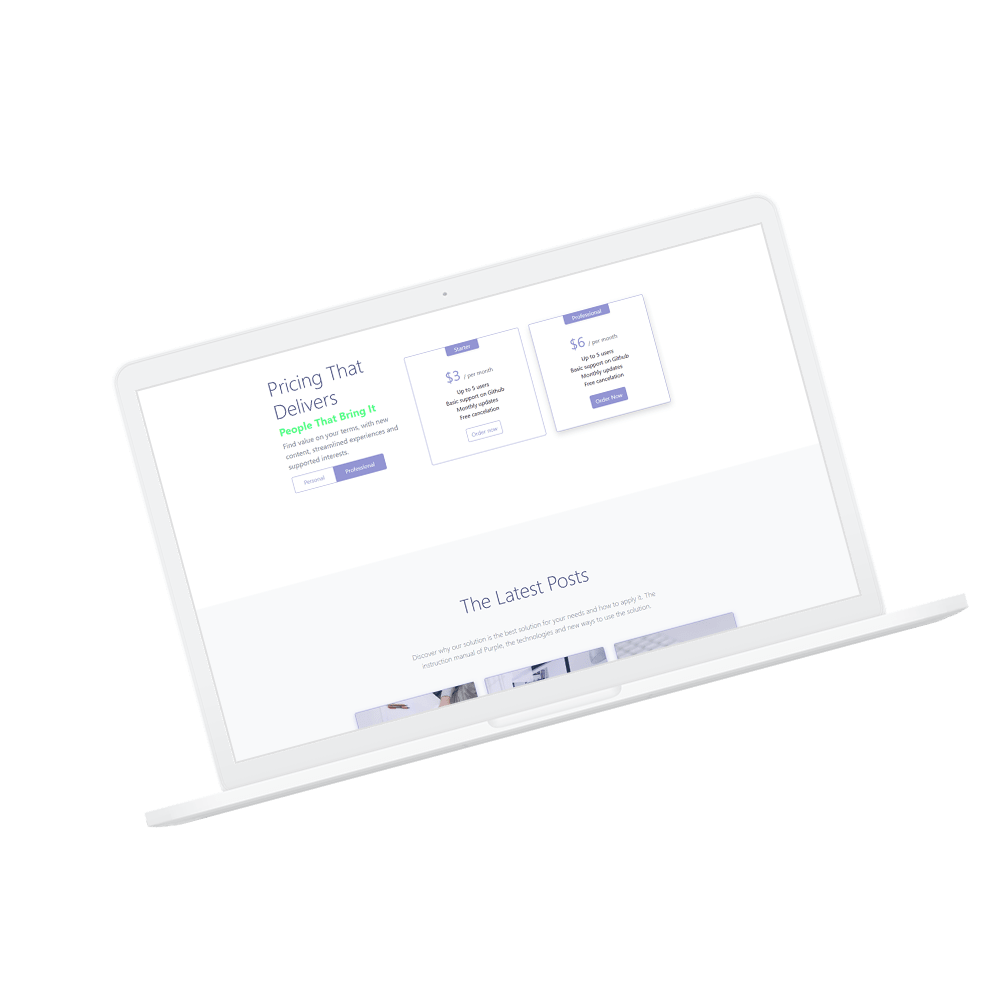 Pricing That
Delivers
People That Bring It
Find value on your terms, with new
content, streamlined experiences and
supported interests.
Personal
Professional
Starter
$3 / per month
Up to 5 users
Basic support on Github
Monthly updates
Free cancelation
Order now
Professional
$6 / per month
Up to 5 users
Basic support on Github
Monthly updates
Free cancelation
Order Now
The Latest Posts
Discover why our solution is the best solution for your needs and how to apply it. The
instruction manual of Purple, the technologies and new ways to use the solution.